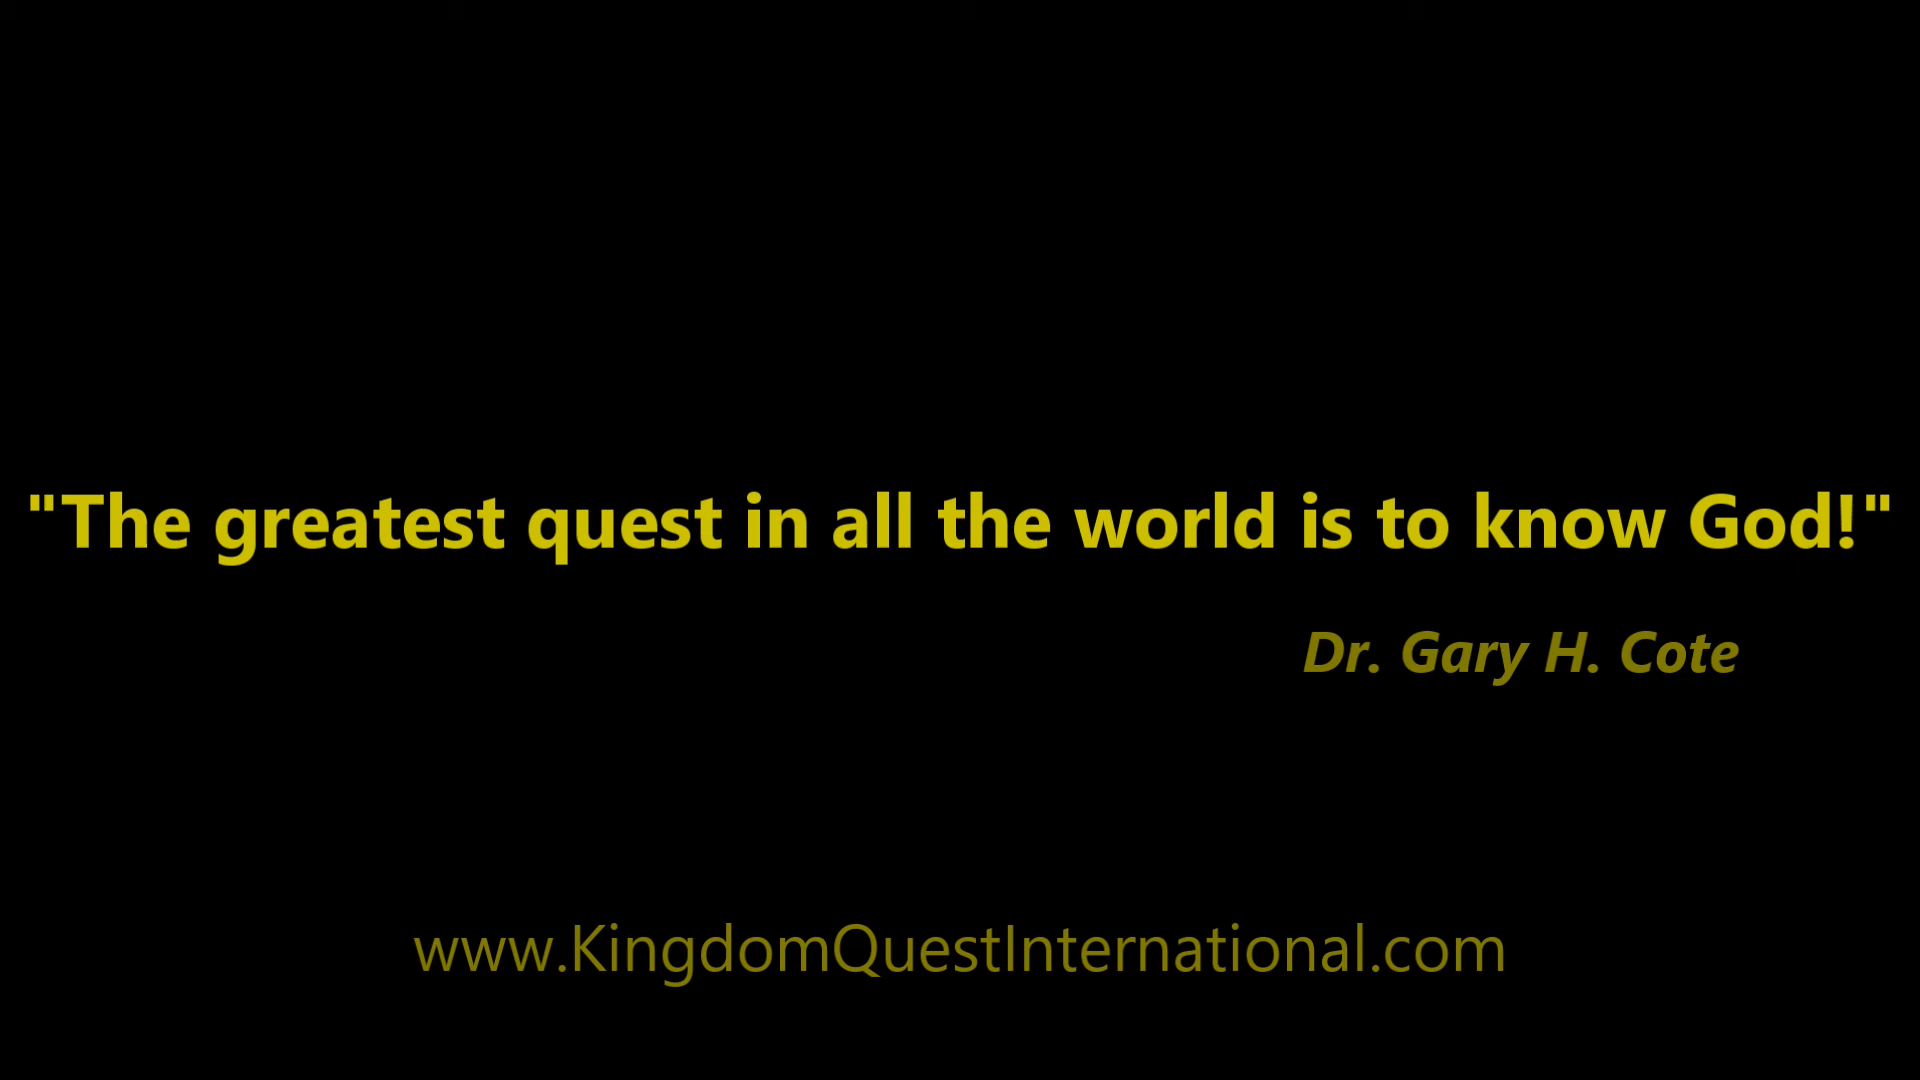 "The greatest quest in all the world is to know God!"
Dr. Gary H. Cote
www.KingdomQuestInternational.com